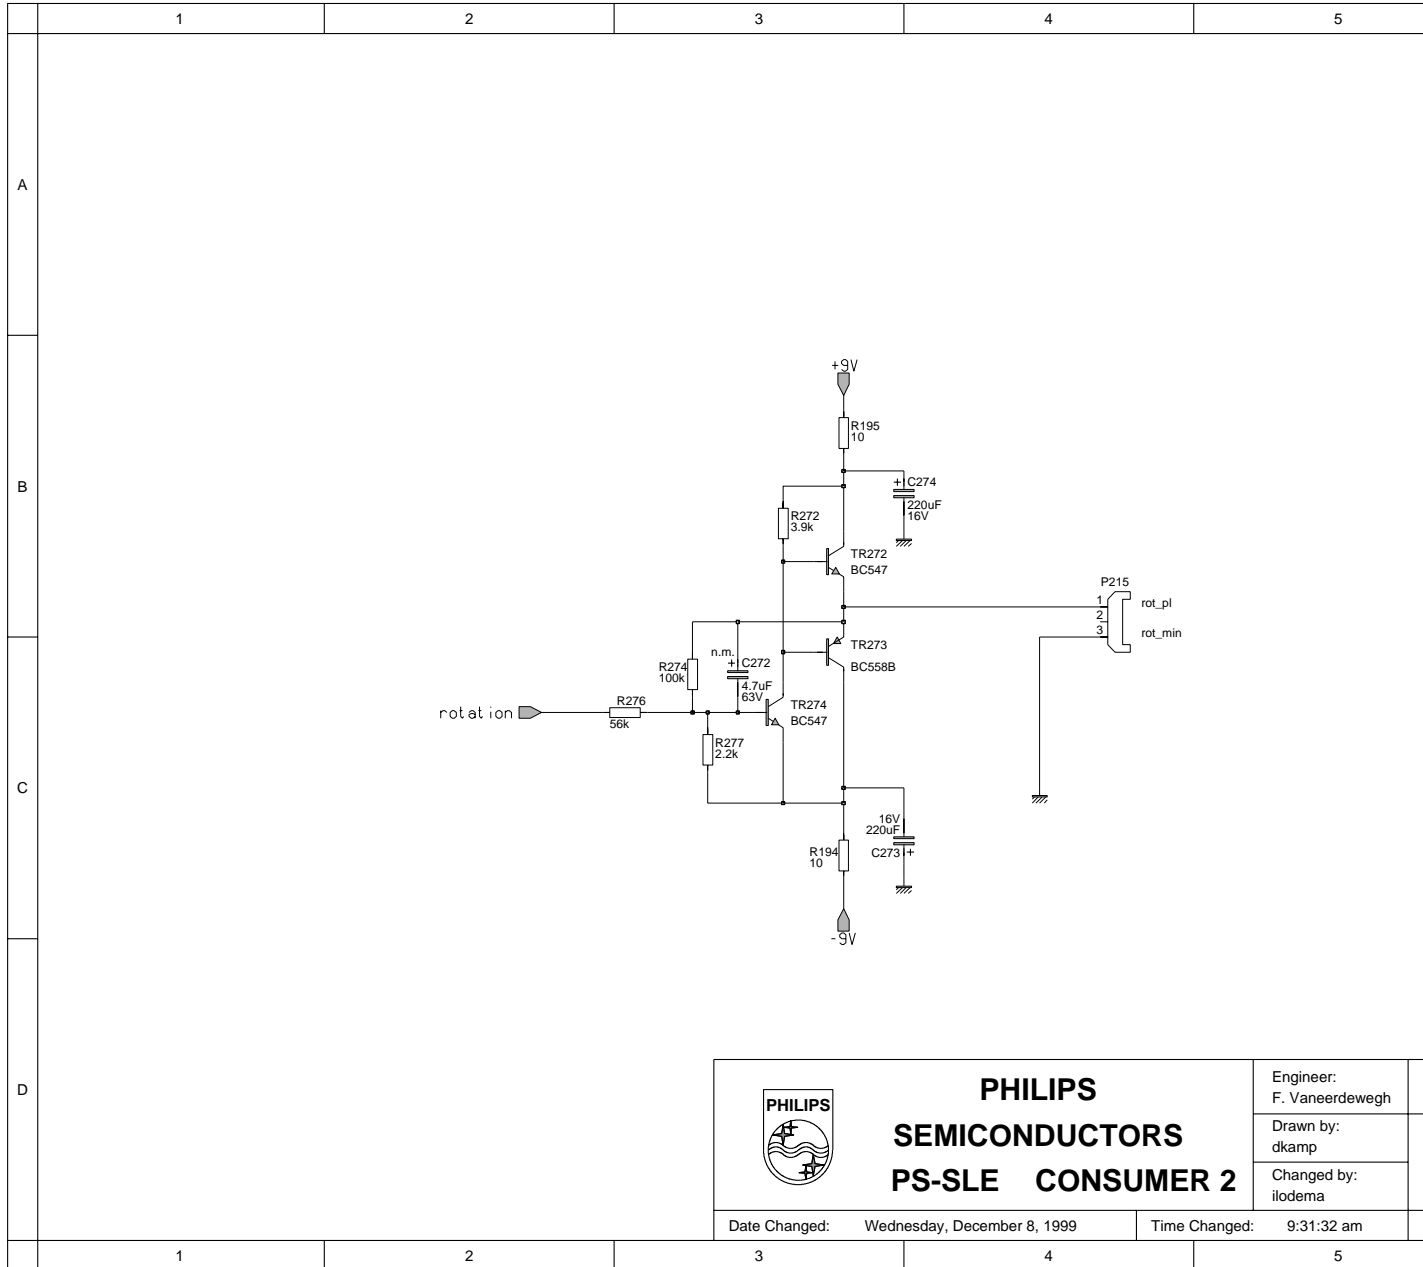 1 2 3 4 5
A
B
C
D
+9V
R195
10
C274
+
220uF
16V
R272
3.9k
TR272
BC547
P215
1
2
3
rot_pl
rot_min
TR273
BC558B
n.m.
+
C272
4.7uF
63V
R274
100k
rotation
R276
56k
TR274
BC547
R277
2.2k
16V
220uF
C273
+
R194
10
-9V
PHILIPS
PHILIPS
SEMICONDUCTORS
PS-SLE CONSUMER 2
Engineer:
F. Vaneerdewegh
Drawn by:
dkamp
Changed by:
ilodema
Date Changed: Wednesday, December 8, 1999 Time Changed: 9:31:32 am
1 2 3 4 5